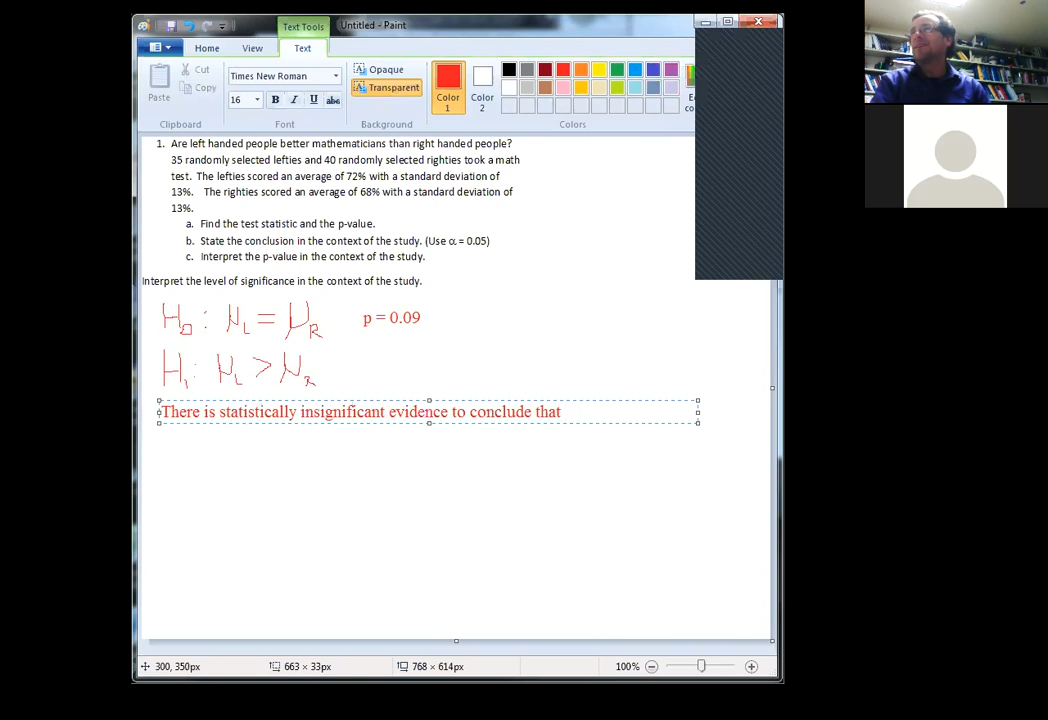 Text Tools
Untitled - Paint
Home
View
Text
Paste
Cut
Copy
Clipboard
Times New Roman
16
B I U abc
Font
Opaque
Transparent
Background
Color 1
Color 2
Colors
1. Are left handed people better mathematicians than right handed people?
35 randomly selected lefties and 40 randomly selected righties took a math
test. The lefties scored an average of 72% with a standard deviation of
13%. The righties scored an average of 68% with a standard deviation of
13%.
a. Find the test statistic and the p-value.
b. State the conclusion in the context of the study. (Use α = 0.05)
c. Interpret the p-value in the context of the study.
Interpret the level of significance in the context of the study.
H₀ : μL = μR
p = 0.09
H₁ : μL > μR
There is statistically insignificant evidence to conclude that
300, 350px
663 × 33px
768 × 614px
100%